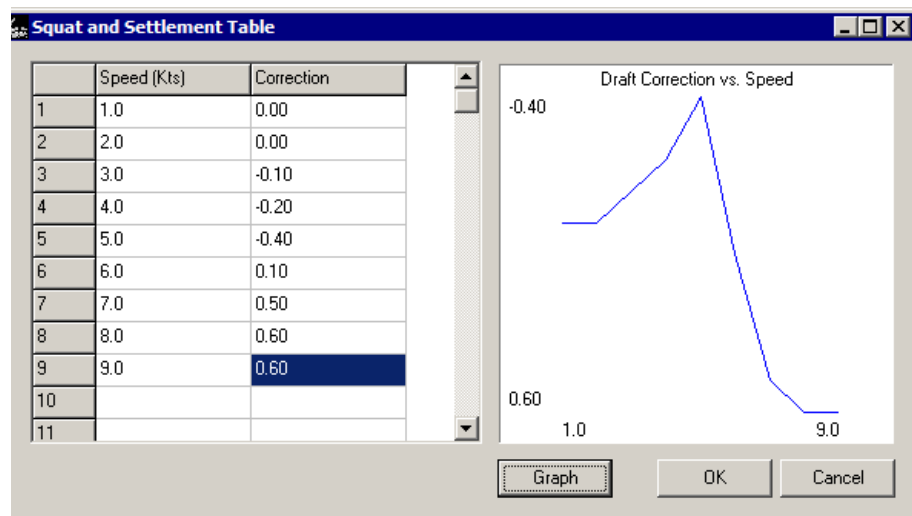 Squat and Settlement Table
Speed (Kts) Correction
1 1.0 0.00
2 2.0 0.00
3 3.0 -0.10
4 4.0 -0.20
5 5.0 -0.40
6 6.0 0.10
7 7.0 0.50
8 8.0 0.60
9 9.0 0.60
10
11
Draft Correction vs. Speed
-0.40
0.60
1.0 9.0
Graph OK Cancel